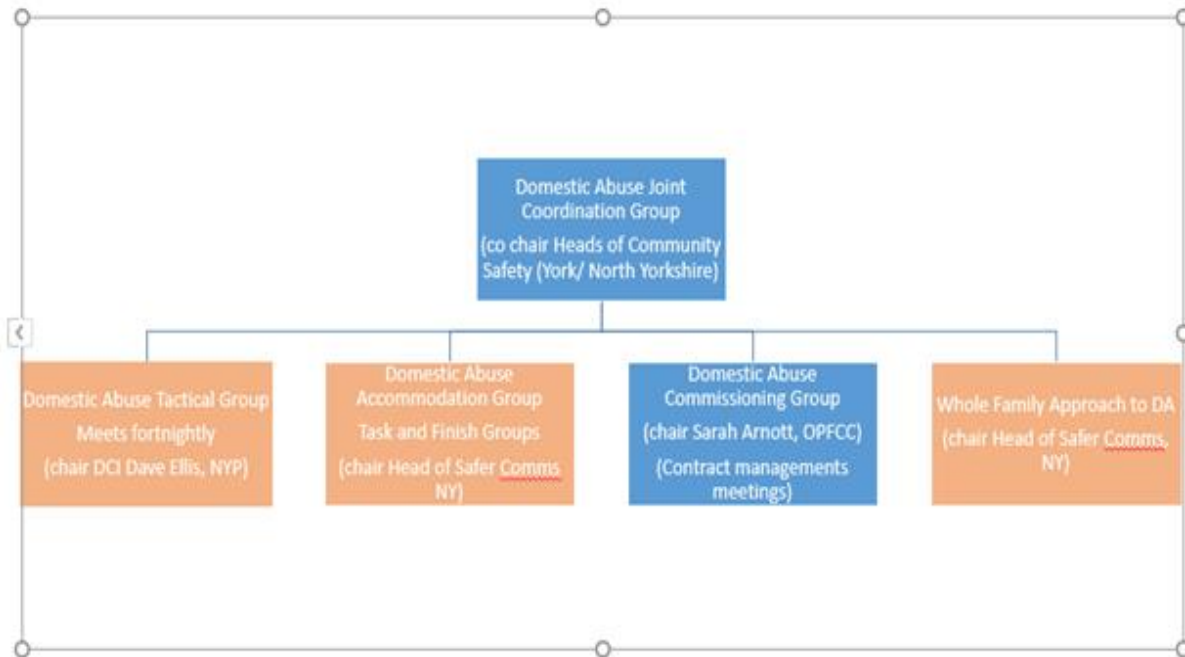 Domestic Abuse Joint
Coordination Group
(co chair Heads of Community
Safety (York/ North Yorkshire)
Domestic Abuse Tactical Group
Meets fortnightly
(chair DCI Dave Ellis, NYP)
Domestic Abuse
Accommodation Group
Task and Finish Groups
(chair Head of Safer Comms
NY)
Domestic Abuse
Commissioning Group
(chair Sarah Arnott, OPFCC)
(Contract managements
meetings)
Whole Family Approach to DA
(chair Head of Safer Comms,
NY)